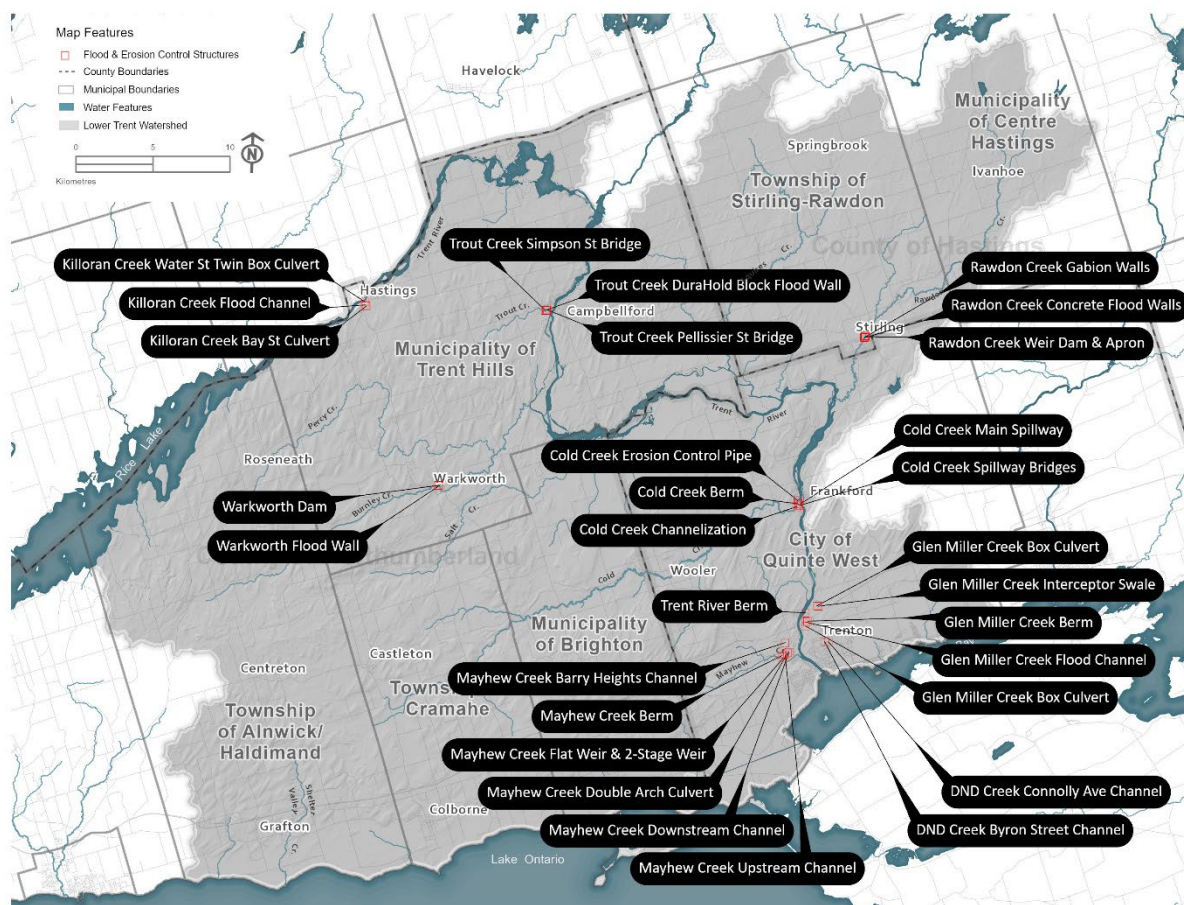 Map Features
Flood & Erosion Control Structures
County Boundaries
Municipal Boundaries
Water Features
Lower Trent Watershed
0 5 10
Kilometres
N
Havelock
Municipality
of Centre
Hastings
Springbrook
Ivanhoe
Township of
Stirling-Rawdon
County of Hastings
Trent River
Trout Creek Simpson St Bridge
Killoran Creek Water St Twin Box Culvert
Hastings
Killoran Creek Flood Channel
Killoran Creek Bay St Culvert
Trout Creek DuraHold Block Flood Wall
Trout Cr.
Campbellford
Trout Creek Pellissier St Bridge
Cr.
Rawdon Creek Gabion Walls
Rawdon Creek Concrete Flood Walls
Stirling
Rawdon Creek Weir Dam & Apron
Municipality of
Trent Hills
Rice Lake
Percy Cr.
Trent
River
Roseneath
Warkworth
Burnley Cr.
Salt
Cr.
Warkworth Dam
Warkworth Flood Wall
Cold Creek Main Spillway
Cold Creek Erosion Control Pipe
Cold Creek Spillway Bridges
Cold Creek Berm
Frankford
Cold Creek Channelization
City of
Quinte West
Cold
Cr.
Wooler
Glen Miller Creek Box Culvert
Glen Miller Creek Interceptor Swale
Trent River Berm
Glen Miller Creek Berm
Trenton
Glen Miller Creek Flood Channel
Glen Miller Creek Box Culvert
Municipality
of Brighton
Castleton
Centreton
Mayhew
Mayhew Creek Barry Heights Channel
Mayhew Creek Berm
Mayhew Creek Flat Weir & 2-Stage Weir
Mayhew Creek Double Arch Culvert
Mayhew Creek Downstream Channel
Mayhew Creek Upstream Channel
DND Creek Connolly Ave Channel
DND Creek Byron Street Channel
Cramahe
Township
of Alnwick/
Haldimand
Shelter
Valley
Cr.
Grafton
Colborne
Lake Ontario